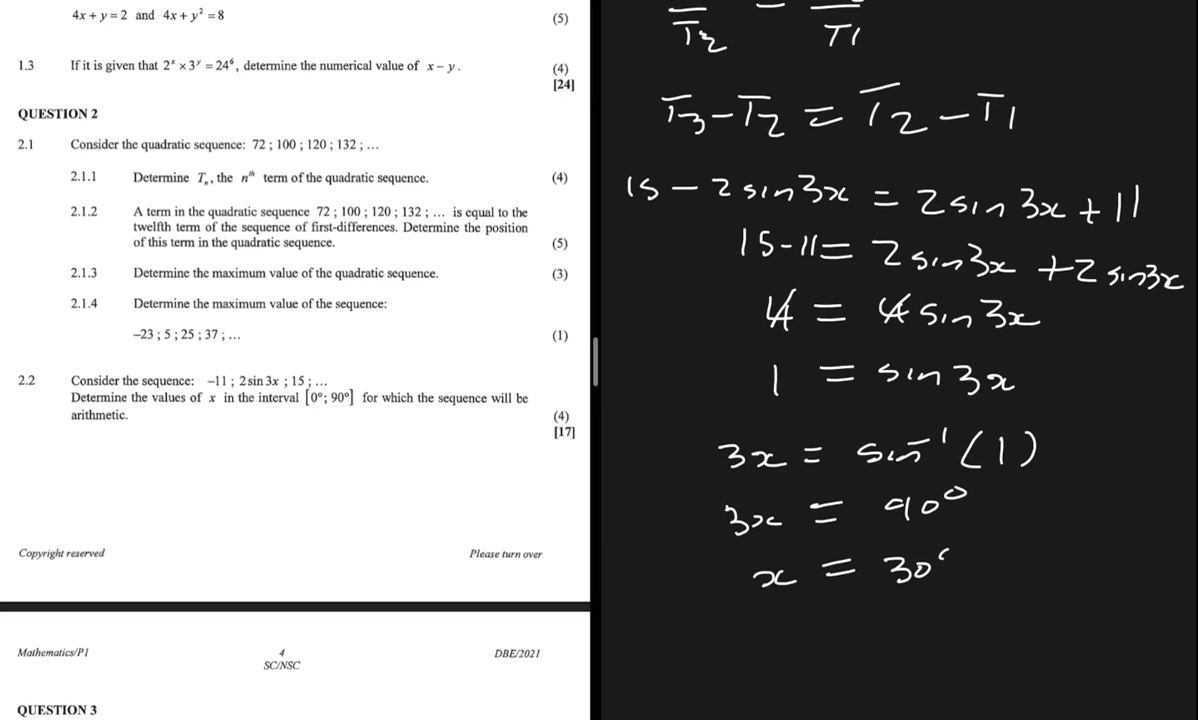 4x + y = 2 and 4x + y² = 8 (5)
1.3 If it is given that 2ˣ × 3ʸ = 24⁶, determine the numerical value of x − y. (4)
[24]
QUESTION 2
2.1 Consider the quadratic sequence: 72 ; 100 ; 120 ; 132 ; …
2.1.1 Determine Tₙ, the nᵗʰ term of the quadratic sequence. (4)
2.1.2 A term in the quadratic sequence 72 ; 100 ; 120 ; 132 ; … is equal to the
twelfth term of the sequence of first-differences. Determine the position
of this term in the quadratic sequence. (5)
2.1.3 Determine the maximum value of the quadratic sequence. (3)
2.1.4 Determine the maximum value of the sequence:
−23 ; 5 ; 25 ; 37 ; … (1)
2.2 Consider the sequence: −11 ; 2sin 3x ; 15 ; …
Determine the values of x in the interval [0°; 90°] for which the sequence will be
arithmetic. (4)
[17]
Copyright reserved Please turn over
Mathematics/P1 4 DBE/2021
SC/NSC
QUESTION 3
T2 = T1
T3 − T2 = T2 − T1
15 − 2 sin 3x = 2 sin 3x + 11
15 − 11 = 2 sin 3x + 2 sin 3x
4 = 4 sin 3x
1 = sin 3x
3x = sin⁻¹ (1)
3x = 90°
x = 30°